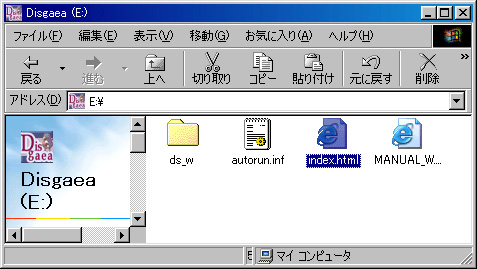 Disgaea (E:)
ファイル(F) 編集(E) 表示(V) 移動(G) お気に入り(A) ヘルプ(H)
戻る 進む 上へ 切り取り コピー 貼り付け 元に戻す 削除
アドレス(D) E:¥
Disgaea
Disgaea
(E:)
ds_w autorun.inf index.html MANUAL_W....
マイ コンピュータ